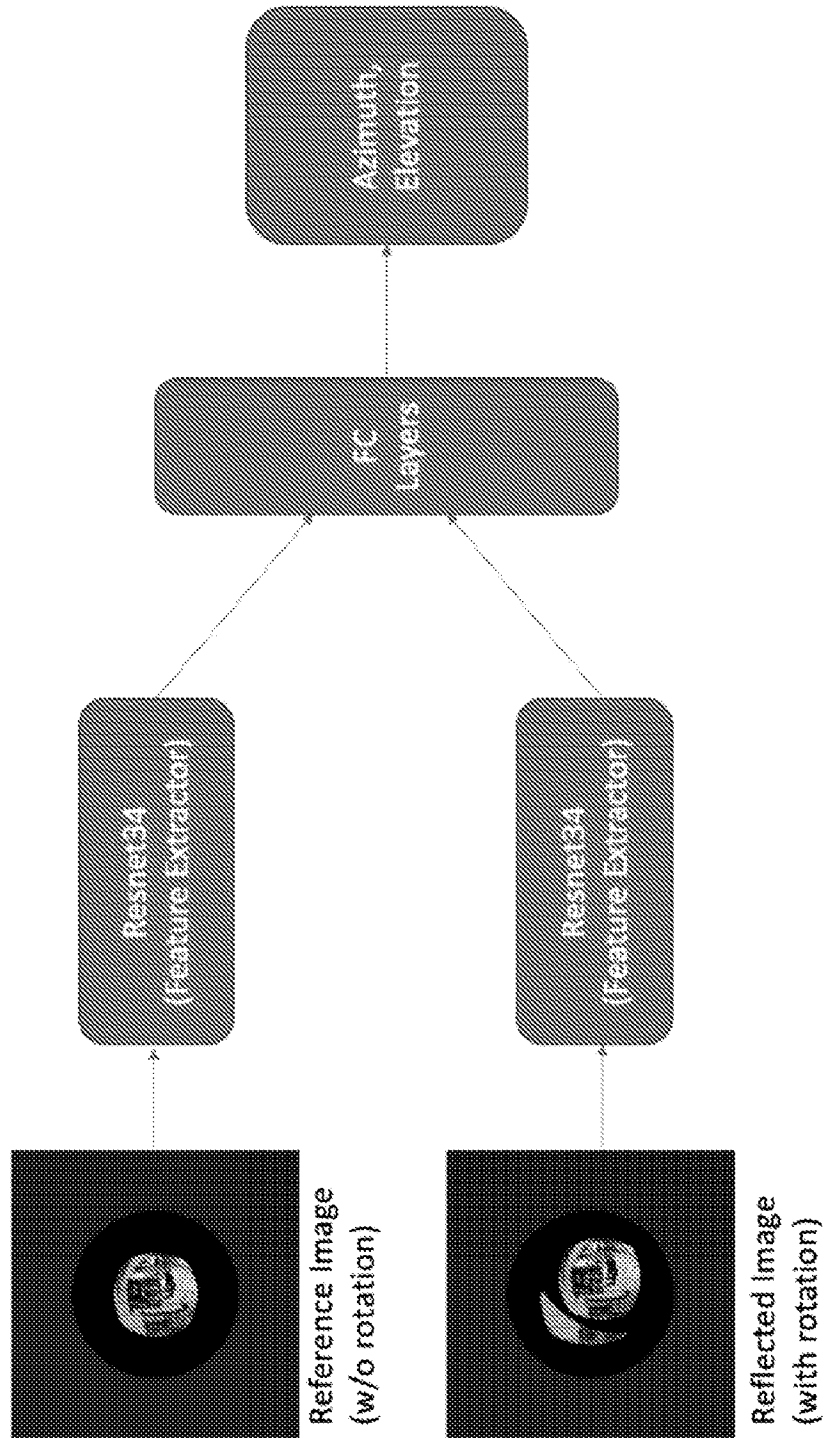 Reference Image
(w/o rotation)
Resnet34
(Feature Extractor)
Reflected Image
(with rotation)
Resnet34
(Feature Extractor)
FC
Layers
Azimuth,
Elevation